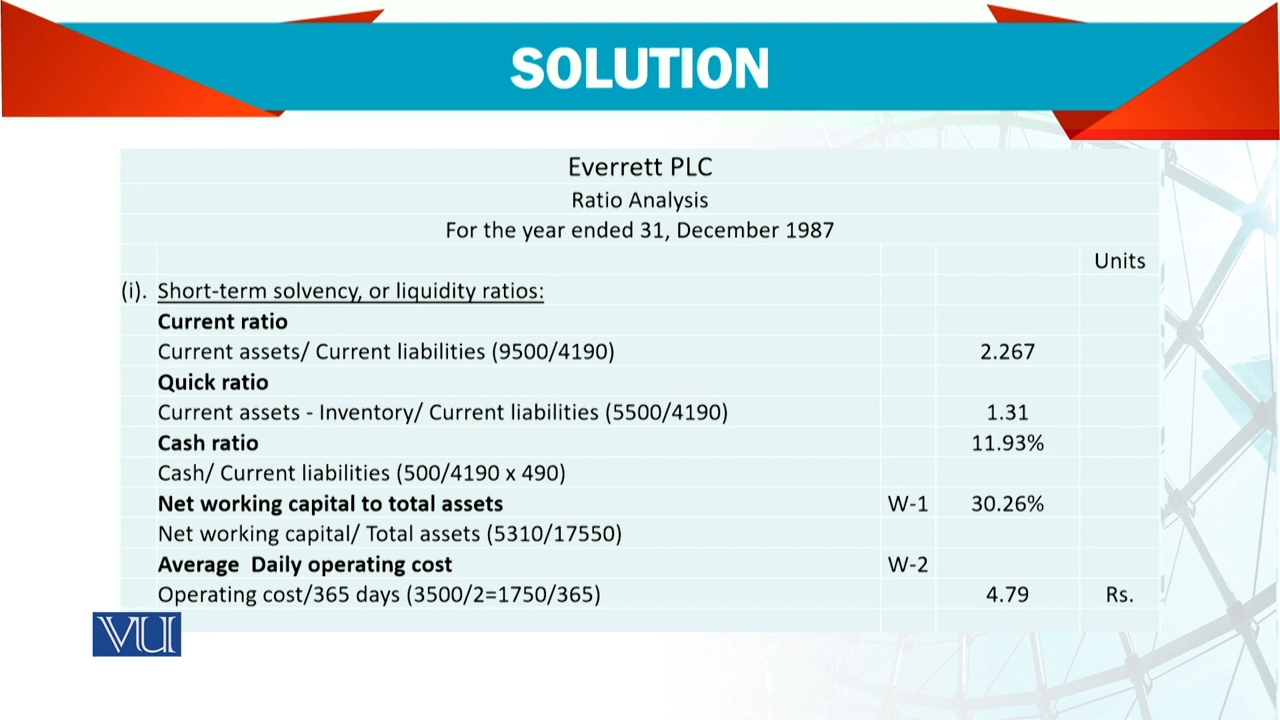 SOLUTION
Everrett PLC
Ratio Analysis
For the year ended 31, December 1987
Units
(i). Short-term solvency, or liquidity ratios:
Current ratio
Current assets/ Current liabilities (9500/4190) 2.267
Quick ratio
Current assets - Inventory/ Current liabilities (5500/4190) 1.31
Cash ratio 11.93%
Cash/ Current liabilities (500/4190 x 490)
Net working capital to total assets W-1 30.26%
Net working capital/ Total assets (5310/17550)
Average Daily operating cost W-2
Operating cost/365 days (3500/2=1750/365) 4.79 Rs.
VU